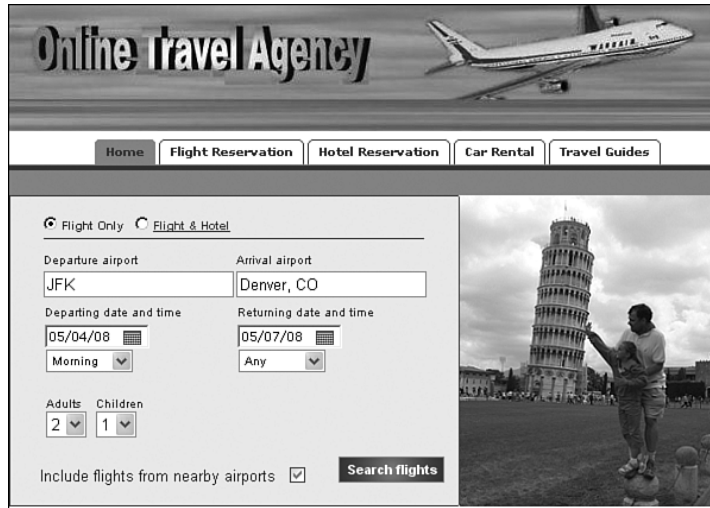 Online Travel Agency
Home Flight Reservation Hotel Reservation Car Rental Travel Guides
Flight Only Flight & Hotel
Departure airport Arrival airport
JFK Denver, CO
Departing date and time Returning date and time
05/04/08 05/07/08
Morning Any
Adults Children
2 1
Include flights from nearby airports Search flights